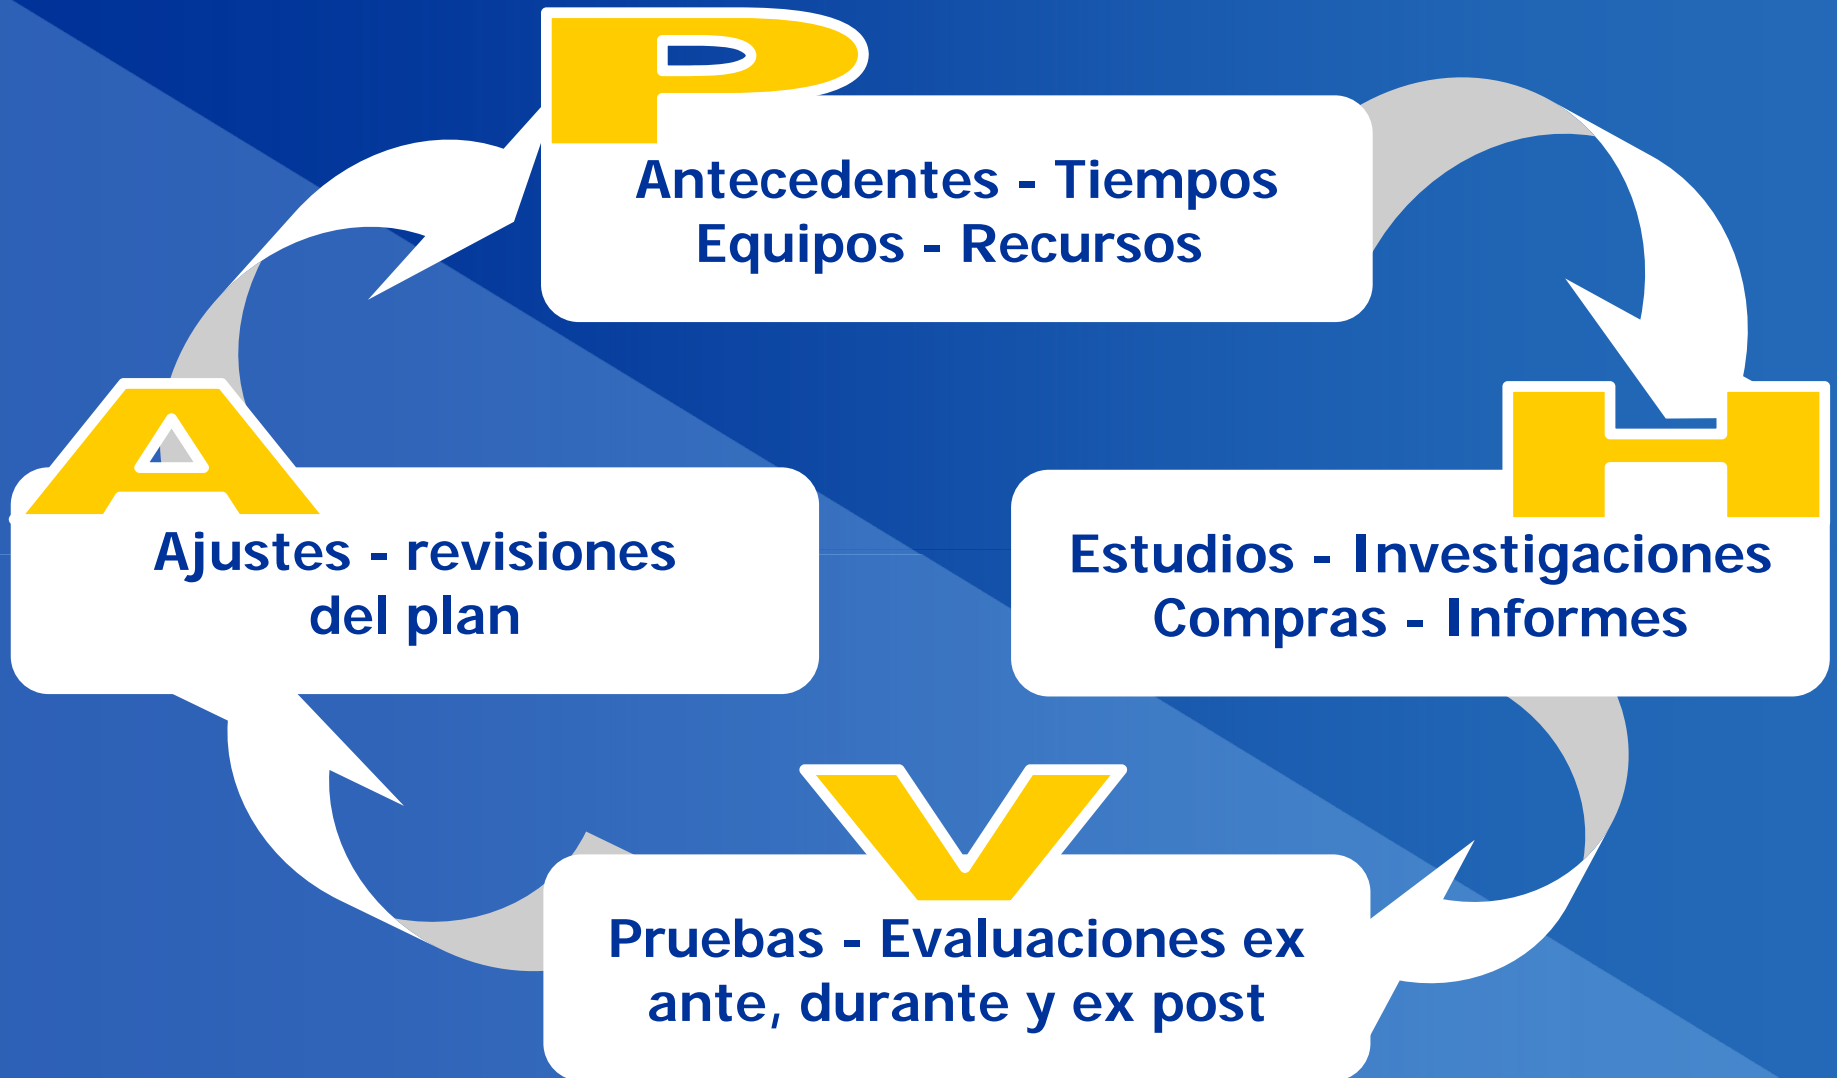 P
Antecedentes - Tiempos
Equipos - Recursos
H
Estudios - Investigaciones
Compras - Informes
V
Pruebas - Evaluaciones ex
ante, durante y ex post
A
Ajustes - revisiones
del plan